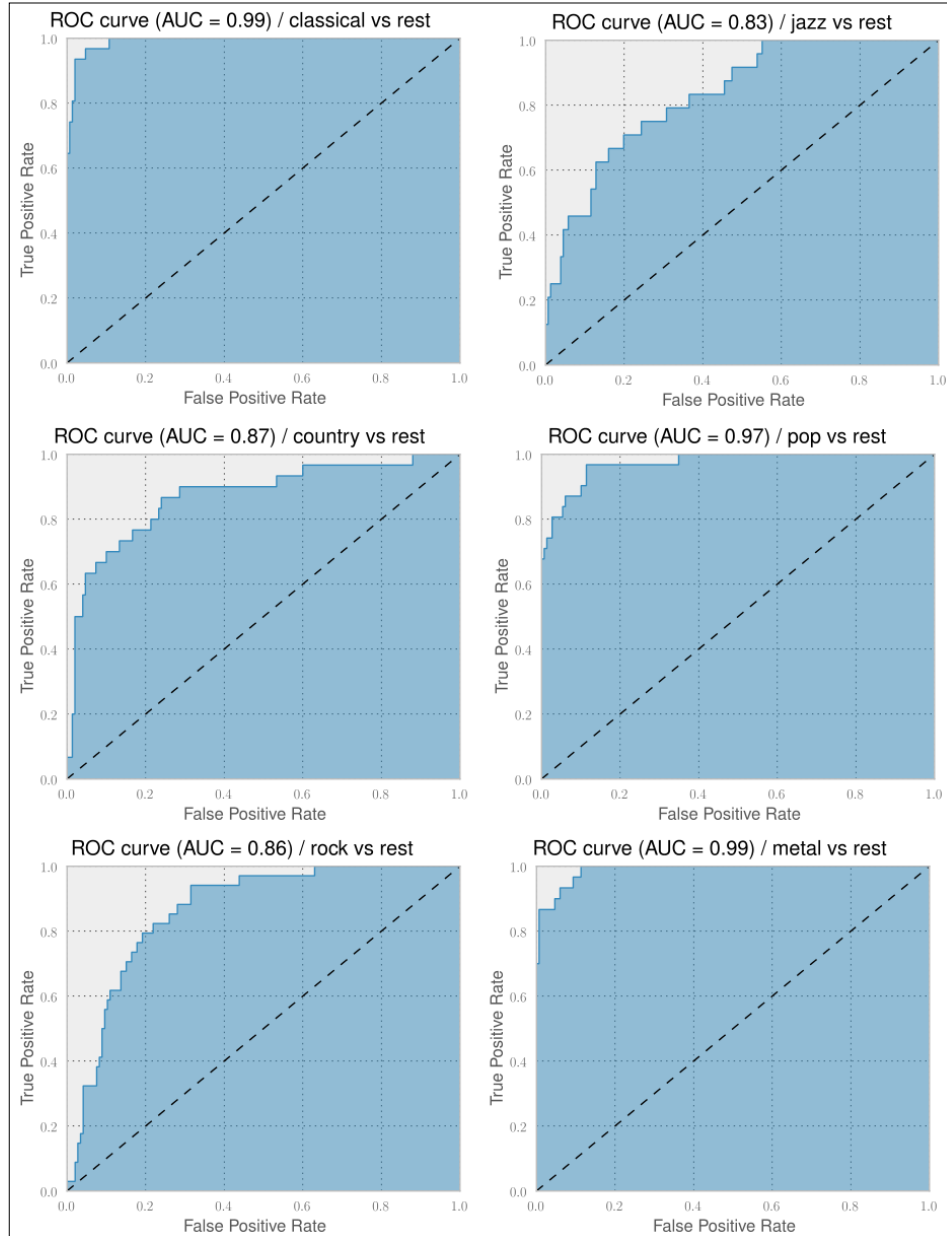 ROC curve (AUC = 0.99) / classical vs rest
1.0
0.8
0.6
0.4
0.2
0.0
True Positive Rate
0.0 0.2 0.4 0.6 0.8 1.0
False Positive Rate
ROC curve (AUC = 0.83) / jazz vs rest
1.0
0.8
0.6
0.4
0.2
0.0
True Positive Rate
0.0 0.2 0.4 0.6 0.8 1.0
False Positive Rate
ROC curve (AUC = 0.87) / country vs rest
1.0
0.8
0.6
0.4
0.2
0.0
True Positive Rate
0.0 0.2 0.4 0.6 0.8 1.0
False Positive Rate
ROC curve (AUC = 0.97) / pop vs rest
1.0
0.8
0.6
0.4
0.2
0.0
True Positive Rate
0.0 0.2 0.4 0.6 0.8 1.0
False Positive Rate
ROC curve (AUC = 0.86) / rock vs rest
1.0
0.8
0.6
0.4
0.2
0.0
True Positive Rate
0.0 0.2 0.4 0.6 0.8 1.0
False Positive Rate
ROC curve (AUC = 0.99) / metal vs rest
1.0
0.8
0.6
0.4
0.2
0.0
True Positive Rate
0.0 0.2 0.4 0.6 0.8 1.0
False Positive Rate